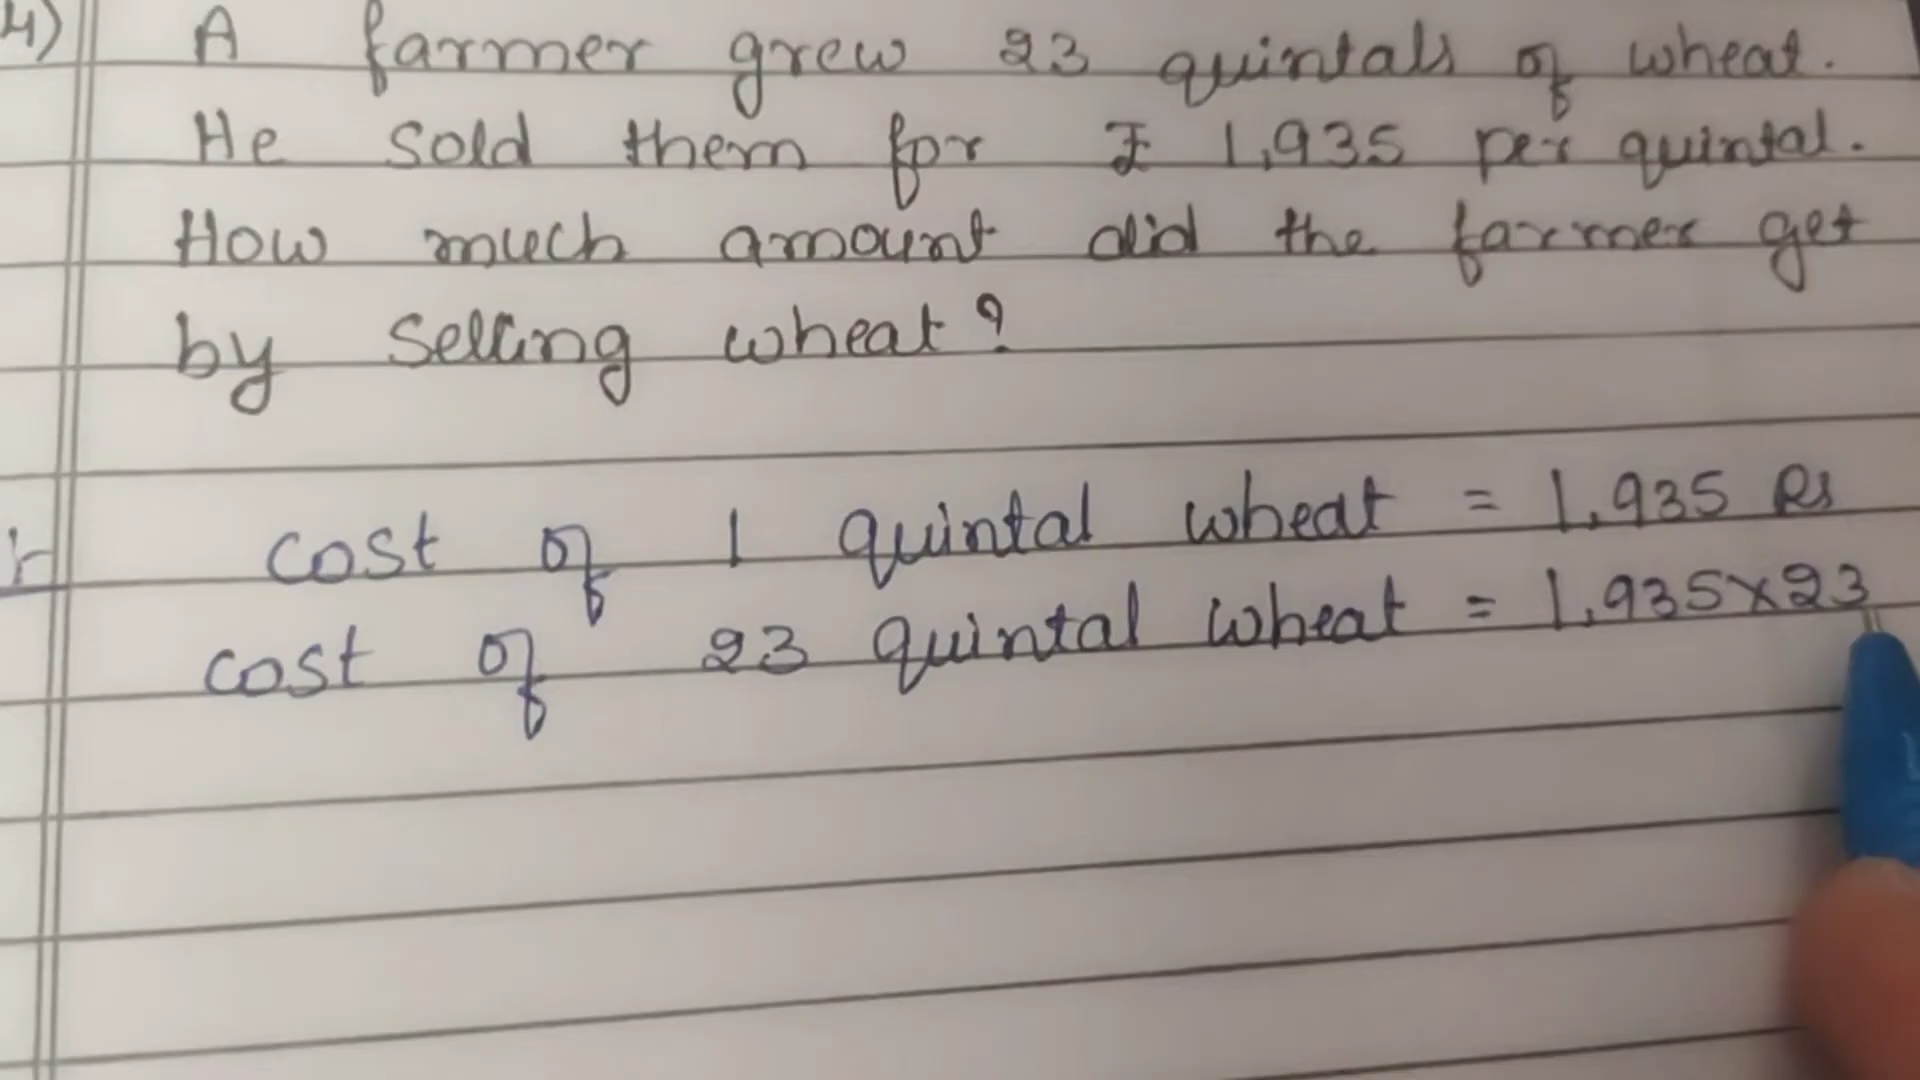 4) A farmer grew 23 quintals of wheat.
He sold them for ₹ 1,935 per quintal.
How much amount did the farmer get
by selling wheat?
cost of 1 quintal wheat = 1,935 Rs
cost of 23 quintal wheat = 1,935×23